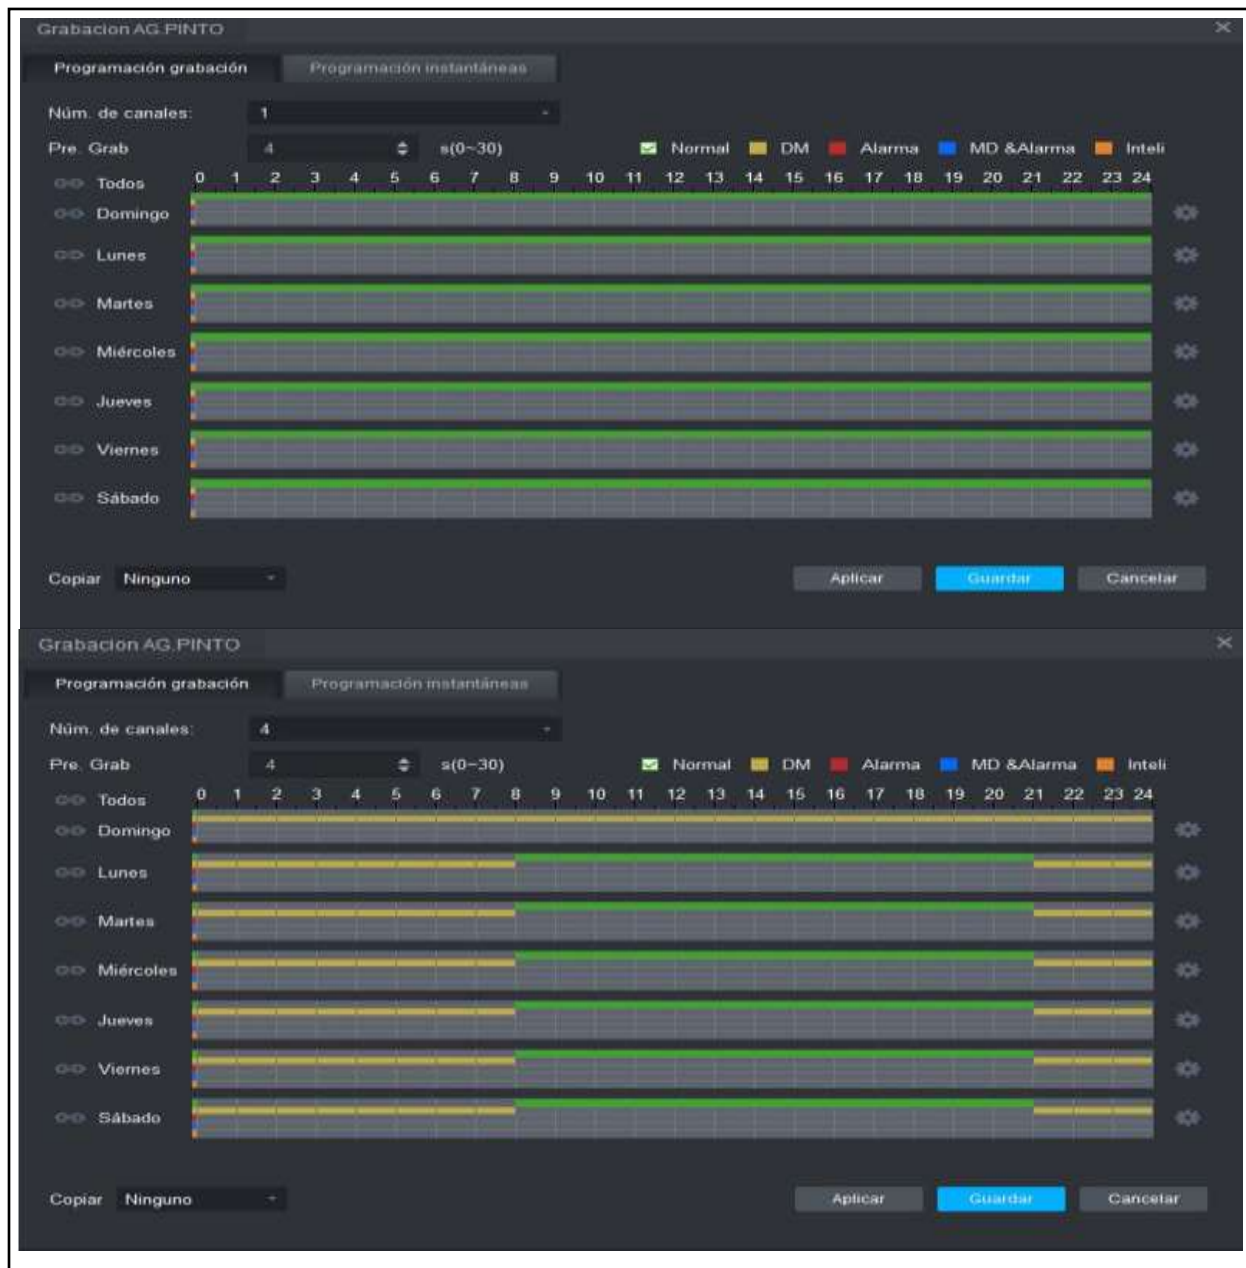 Grabacion AG.PINTO
Programación grabación Programación instantáneas
Núm. de canales: 1
Pre. Grab 4 s(0~30) Normal DM Alarma MD &Alarma Inteli
Todos 0 1 2 3 4 5 6 7 8 9 10 11 12 13 14 15 16 17 18 19 20 21 22 23 24
Domingo
Lunes
Martes
Miércoles
Jueves
Viernes
Sábado
Copiar Ninguno Aplicar Guardar Cancelar
Grabacion AG.PINTO
Programación grabación Programación instantáneas
Núm. de canales: 4
Pre. Grab 4 s(0~30) Normal DM Alarma MD &Alarma Inteli
Todos 0 1 2 3 4 5 6 7 8 9 10 11 12 13 14 15 16 17 18 19 20 21 22 23 24
Domingo
Lunes
Martes
Miércoles
Jueves
Viernes
Sábado
Copiar Ninguno Aplicar Guardar Cancelar